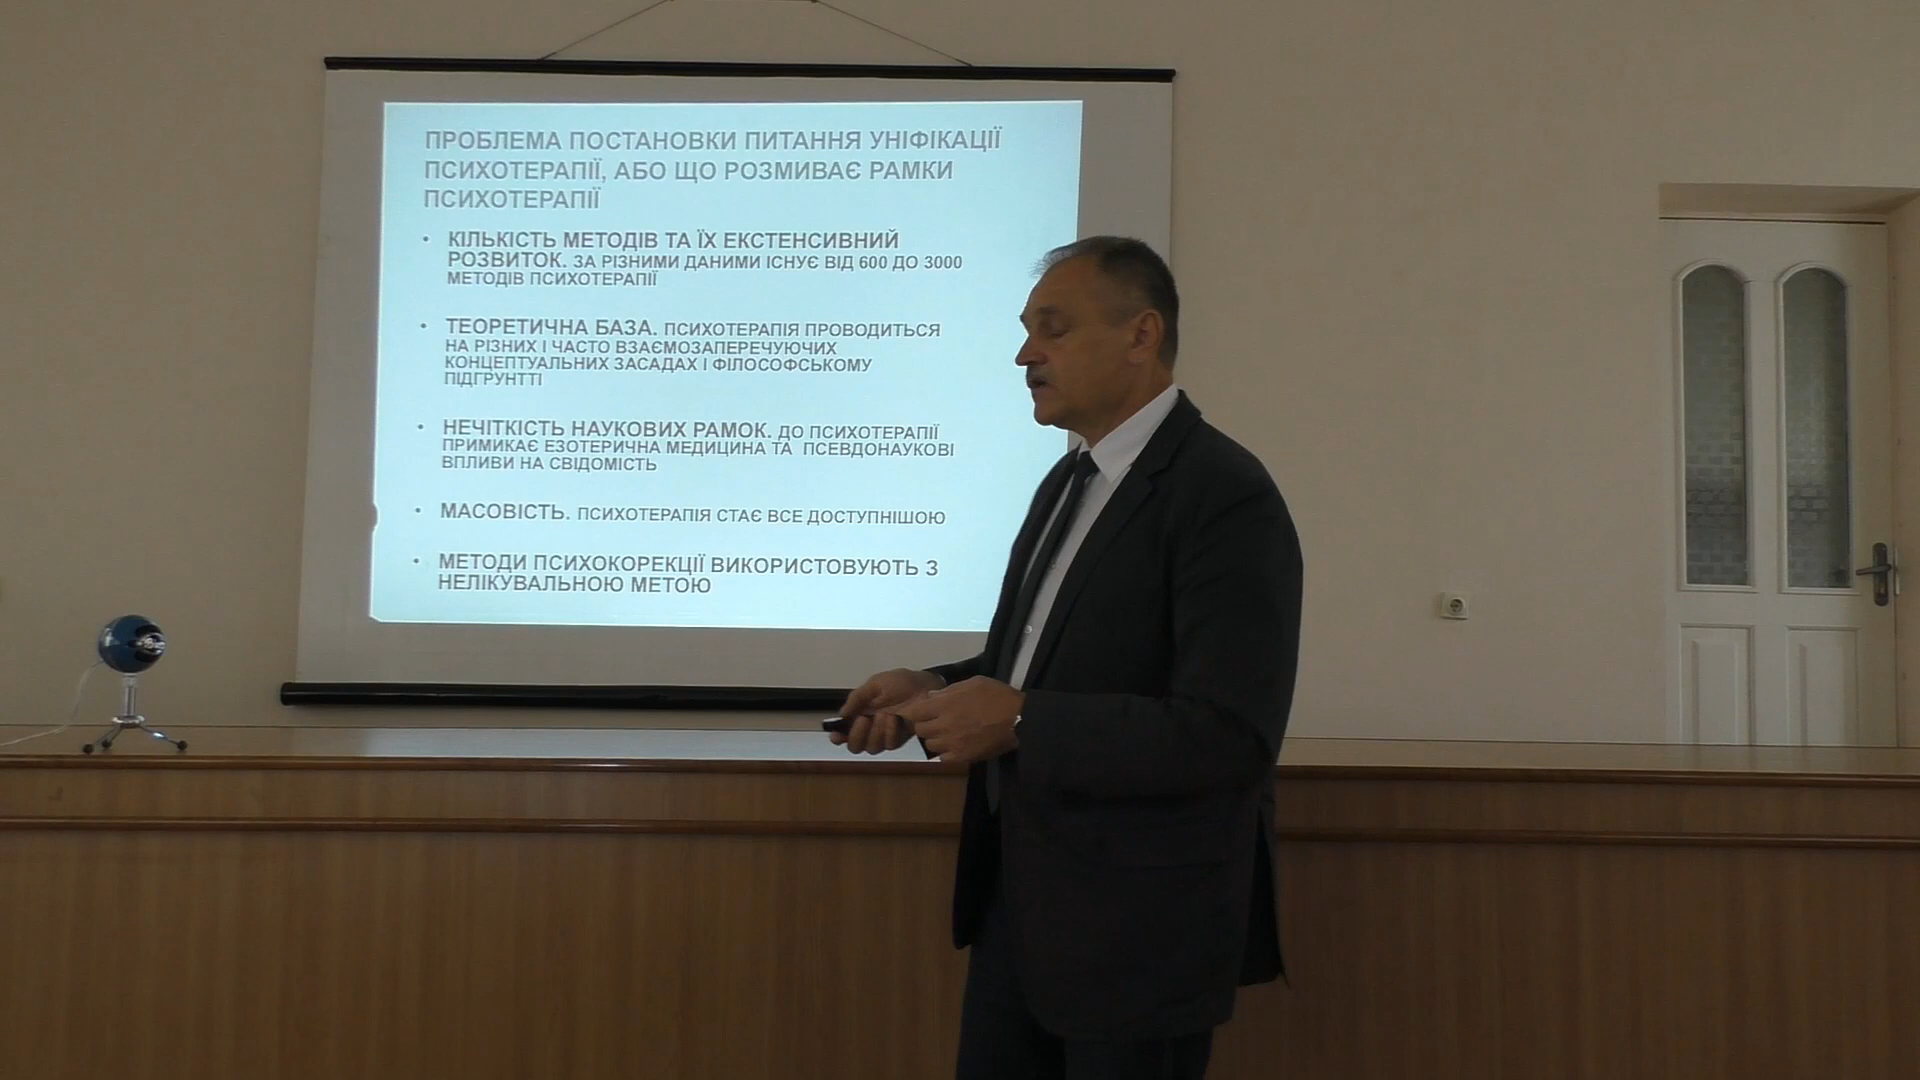 ПРОБЛЕМА ПОСТАНОВКИ ПИТАННЯ УНІФІКАЦІЇ
ПСИХОТЕРАПІЇ, АБО ЩО РОЗМИВАЄ РАМКИ
ПСИХОТЕРАПІЇ
• КІЛЬКІСТЬ МЕТОДІВ ТА ЇХ ЕКСТЕНСИВНИЙ
РОЗВИТОК. ЗА РІЗНИМИ ДАНИМИ ІСНУЄ ВІД 600 ДО 3000
МЕТОДІВ ПСИХОТЕРАПІЇ
• ТЕОРЕТИЧНА БАЗА. ПСИХОТЕРАПІЯ ПРОВОДИТЬСЯ
НА РІЗНИХ І ЧАСТО ВЗАЄМОЗАПЕРЕЧУЮЧИХ
КОНЦЕПТУАЛЬНИХ ЗАСАДАХ І ФІЛОСОФСЬКОМУ
ПІДГРУНТТІ
• НЕЧІТКІСТЬ НАУКОВИХ РАМОК. ДО ПСИХОТЕРАПІЇ
ПРИМИКАЄ ЕЗОТЕРИЧНА МЕДИЦИНА ТА ПСЕВДОНАУКОВІ
ВПЛИВИ НА СВІДОМІСТЬ
• МАСОВІСТЬ. ПСИХОТЕРАПІЯ СТАЄ ВСЕ ДОСТУПНІШОЮ
• МЕТОДИ ПСИХОКОРЕКЦІЇ ВИКОРИСТОВУЮТЬ З
НЕЛІКУВАЛЬНОЮ МЕТОЮ